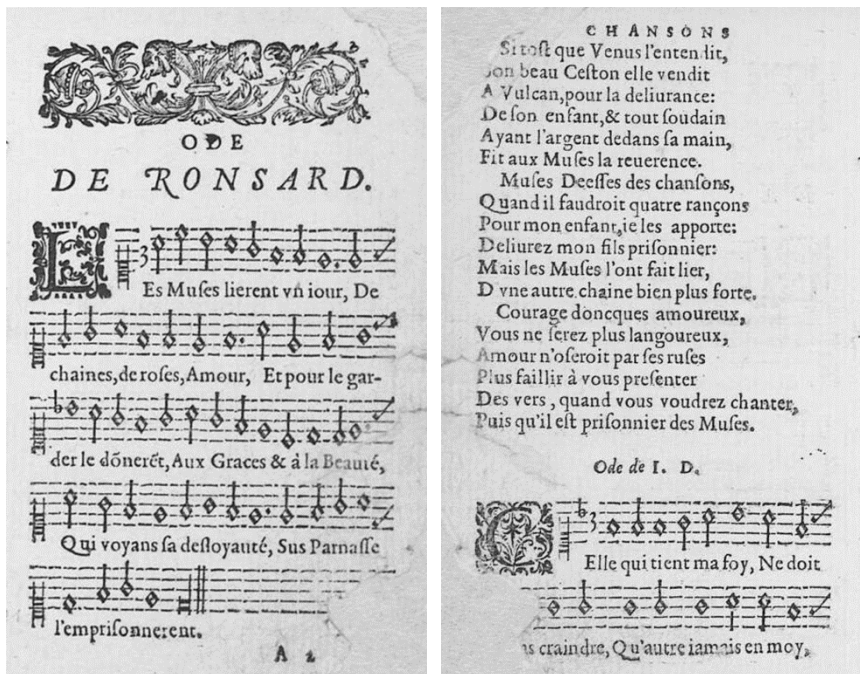 ODE
DE RONSARD.
LEs Muſes lierent vn iour, De
chaines, de roſes, Amour, Et pour le gar-
der le dõnerẽt, Aux Graces & à la Beauté,
Qui voyans ſa deſloyauté, Sus Parnaſſe
l'empriſonnerent.
A 2
CHANSONS
Si toſt que Venus l'entendit,
Son beau Ceſton elle vendit
A Vulcan, pour la deliurance:
De ſon enfant, & tout ſoudain
Ayant l'argent dedans ſa main,
Fit aux Muſes la reuerence.
Muſes Deeſſes des chanſons,
Quand il faudroit quatre rançons
Pour mon enfant, ie les apporte:
Deliurez mon fils priſonnier:
Mais les Muſes l'ont fait lier,
D vne autre chaine bien plus forte.
Courage doncques amoureux,
Vous ne ſerez plus langoureux,
Amour n'oſeroit par ſes ruſes
Plus faillir à vous preſenter
Des vers, quand vous voudrez chanter,
Puis qu'il eſt priſonnier des Muſes.
Ode de I. D.
CElle qui tient ma foy, Ne doit
craindre, Qu'autre iamais en moy,